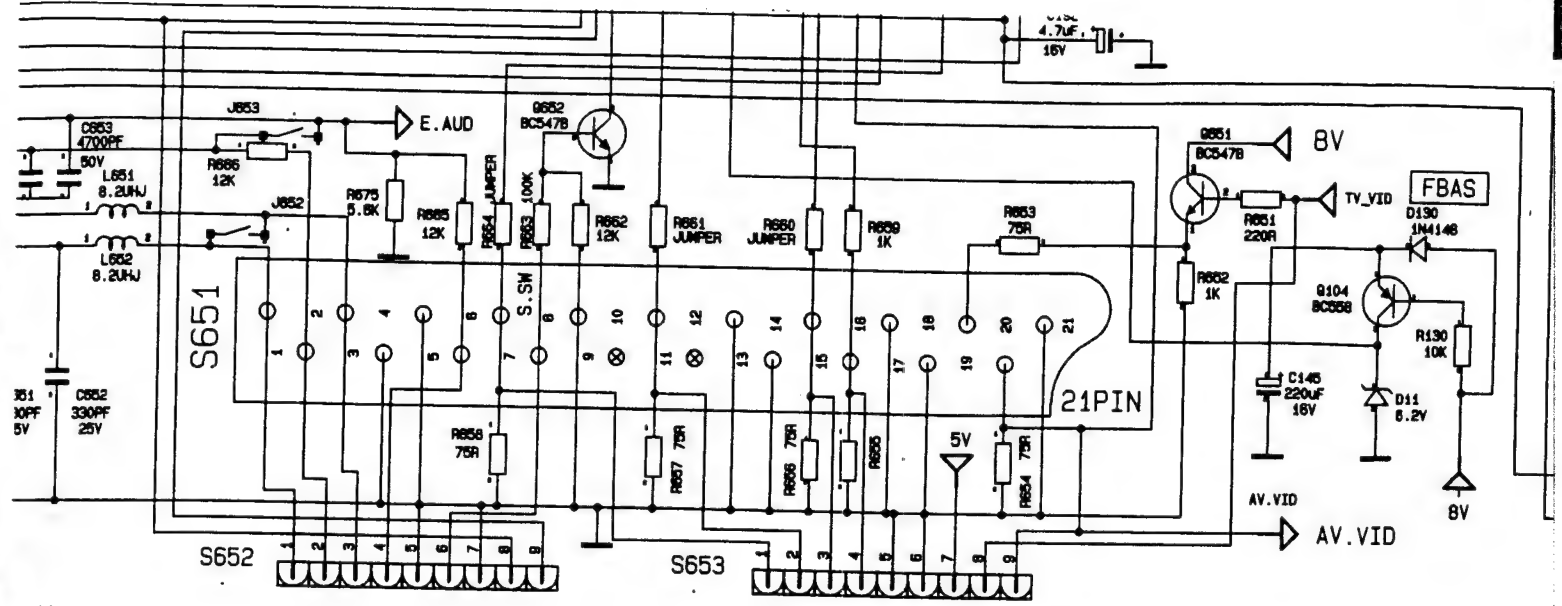 4.7uF
16V
J653
E.AUD
Q652
BC547B
C653
4700PF
50V
R666
12K
L651
8.2UHJ
J652
L652
8.2UHJ
R675
5.6K
R665
12K
R664
JUMPER
R663
100K
R662
12K
R661
JUMPER
R660
JUMPER
R659
1K
R653
75R
Q651
BC547B
8V
R651
220R
TV_VID
FBAS
D130
1N4148
R652
1K
Q104
BC558
R130
10K
S651
S.SW
1
2
3
4
5
6
7
8
9
10
11
12
13
14
15
16
17
18
19
20
21
21PIN
C652
330PF
25V
R658
75R
R657
75R
R656
75R
R655
5V
R654
75R
C145
220uF
16V
D11
8V
AV.VID
AV.VID
S652
1
2
3
4
5
6
7
8
9
S653
1
2
3
4
5
6
7
8
9